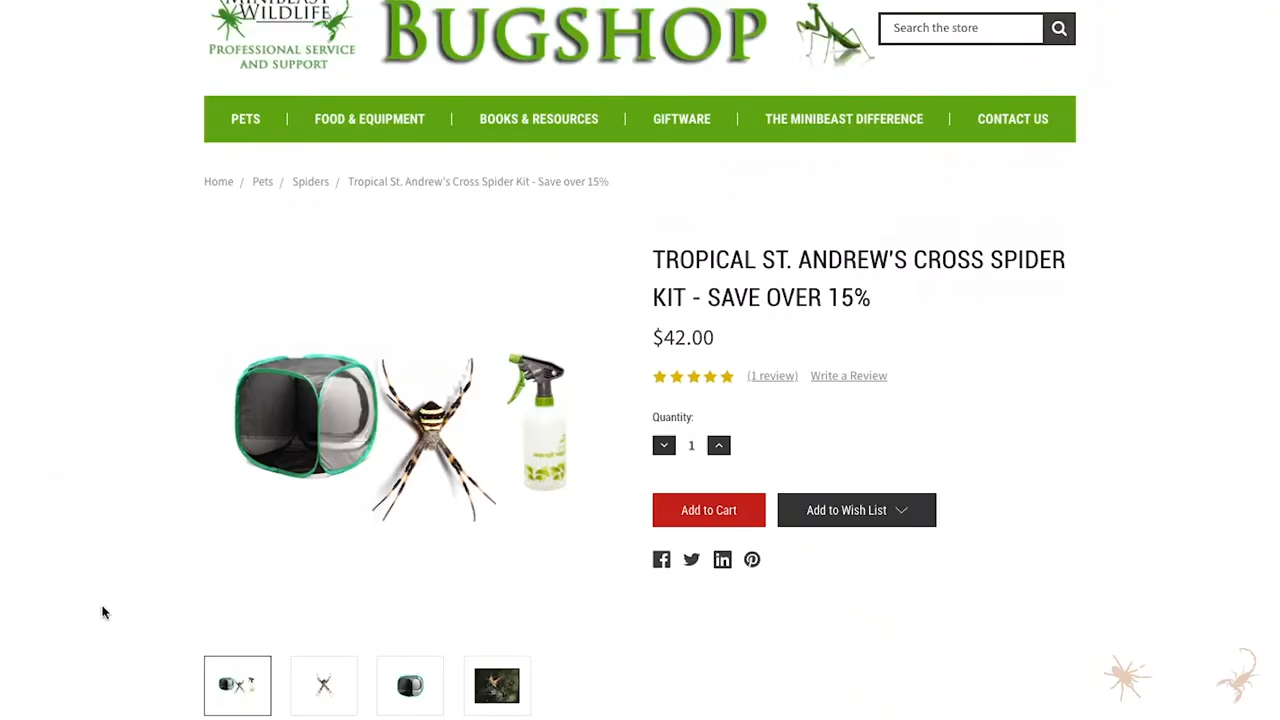 MINIBEAST
WILDLIFE
PROFESSIONAL SERVICE
AND SUPPORT
BUGSHOP
Search the store
PETS
FOOD & EQUIPMENT
BOOKS & RESOURCES
GIFTWARE
THE MINIBEAST DIFFERENCE
CONTACT US
Home / Pets / Spiders / Tropical St. Andrew's Cross Spider Kit - Save over 15%
TROPICAL ST. ANDREW'S CROSS SPIDER
KIT - SAVE OVER 15%
$42.00
(1 review) Write a Review
Quantity:
1
Add to Cart
Add to Wish List